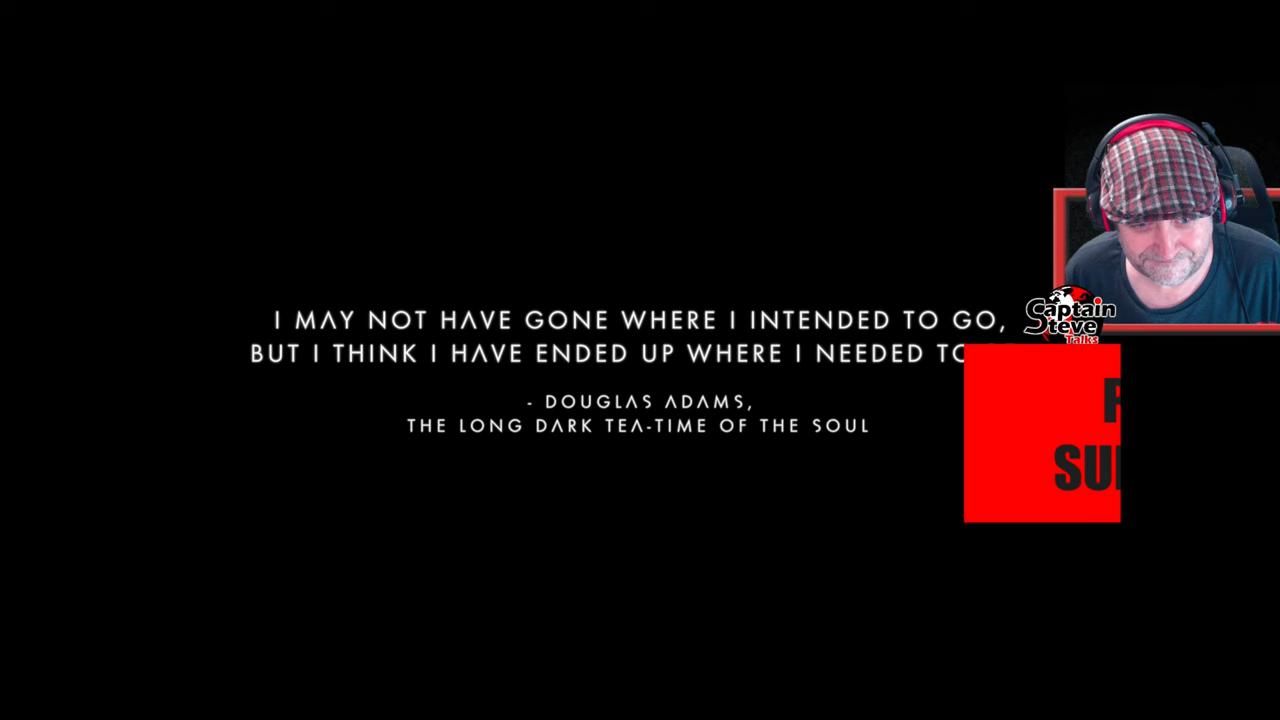 I MAY NOT HAVE GONE WHERE I INTENDED TO GO,
BUT I THINK I HAVE ENDED UP WHERE I NEEDED TO
- DOUGLAS ADAMS,
THE LONG DARK TEA-TIME OF THE SOUL
Captain
Steve
Talks